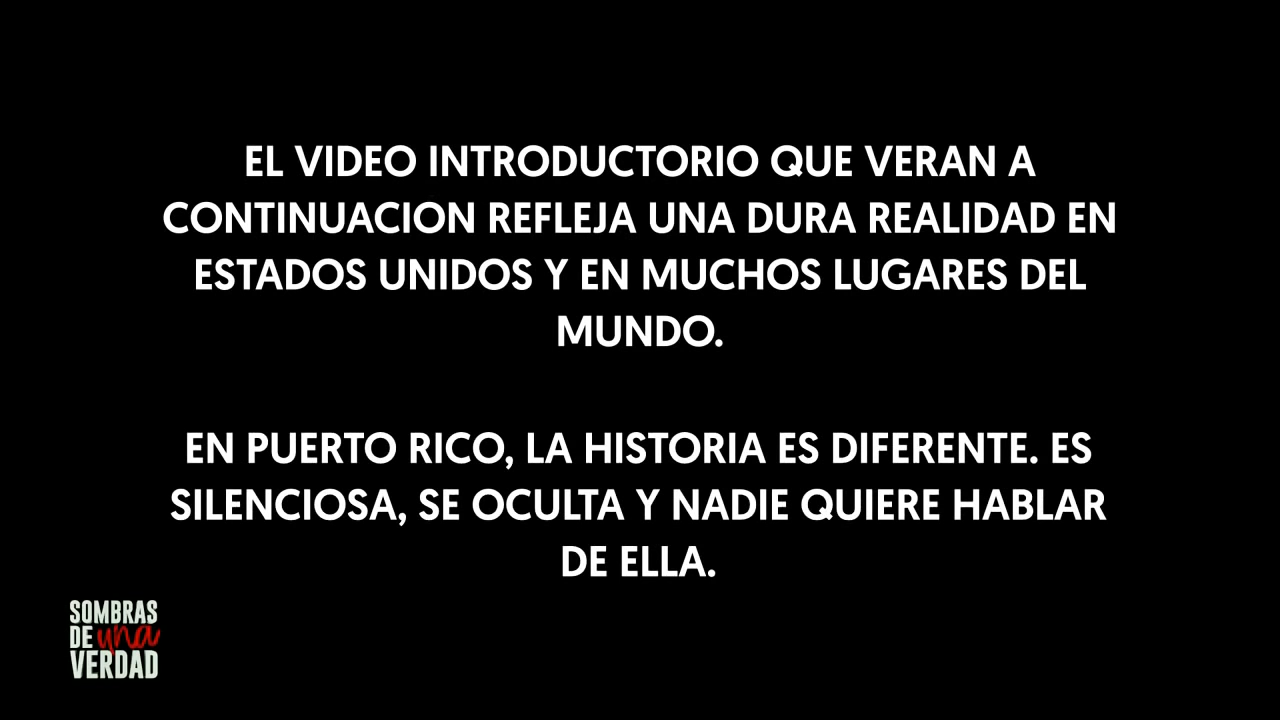 EL VIDEO INTRODUCTORIO QUE VERAN A
CONTINUACION REFLEJA UNA DURA REALIDAD EN
ESTADOS UNIDOS Y EN MUCHOS LUGARES DEL
MUNDO.
EN PUERTO RICO, LA HISTORIA ES DIFERENTE. ES
SILENCIOSA, SE OCULTA Y NADIE QUIERE HABLAR
DE ELLA.
SOMBRAS
DE una
VERDAD